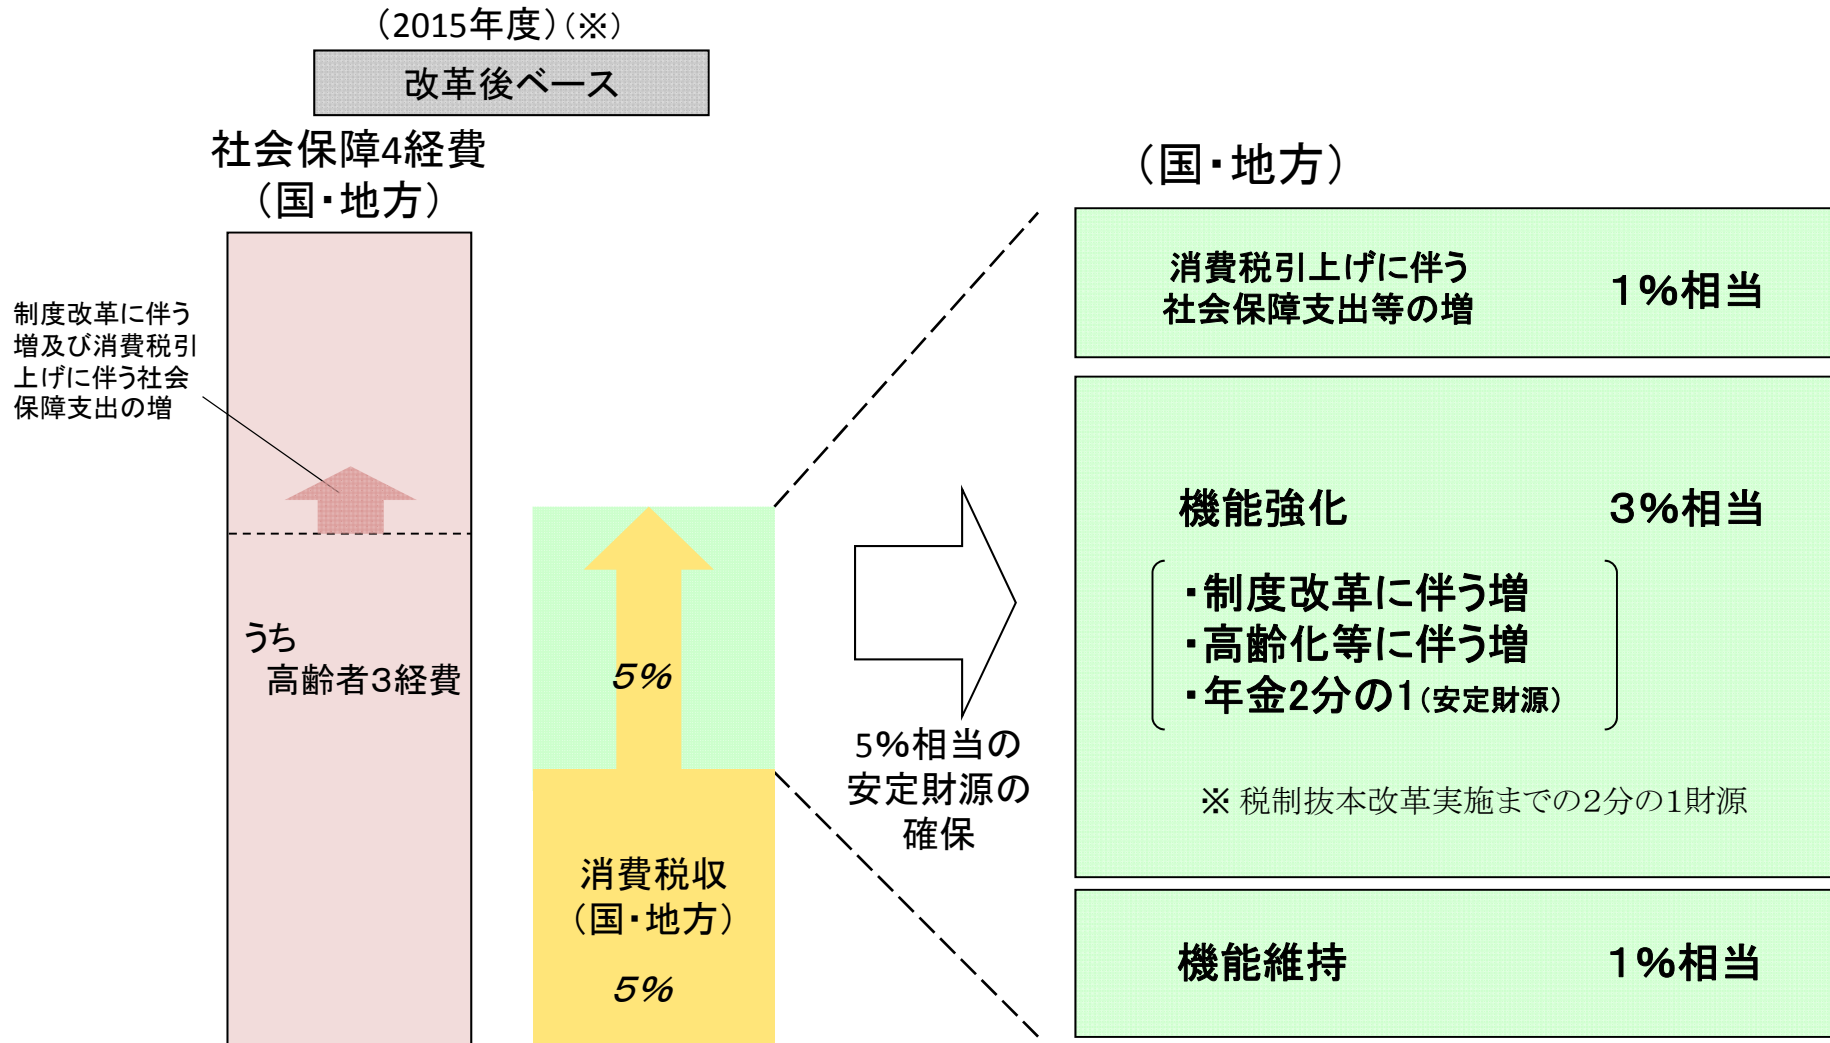 （2015年度）（※）
改革後ベース
社会保障4経費
（国・地方）
制度改革に伴う
増及び消費税引
上げに伴う社会
保障支出の増
うち
高齢者３経費
5%
消費税収
（国・地方）
5%
5%相当の
安定財源の
確保
（国・地方）
消費税引上げに伴う
社会保障支出等の増
１%相当
機能強化 ３%相当
・制度改革に伴う増
・高齢化等に伴う増
・年金2分の1（安定財源）
※ 税制抜本改革実施までの２分の１財源
機能維持 １%相当